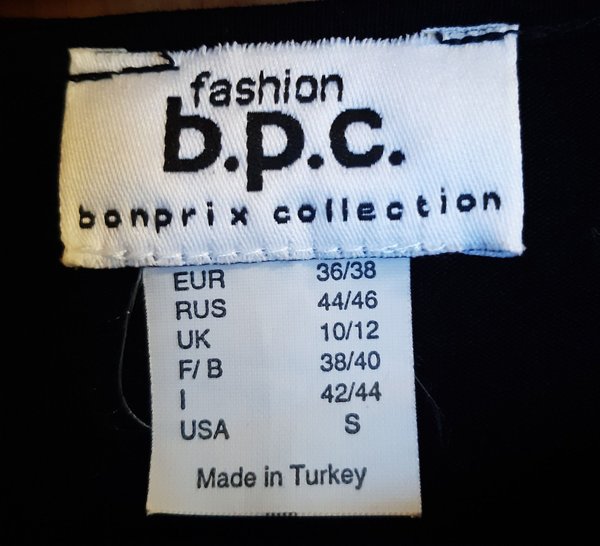 fashion
b.p.c.
bonprix collection
EUR 36/38
RUS 44/46
UK 10/12
F/ B 38/40
I 42/44
USA S
Made in Turkey